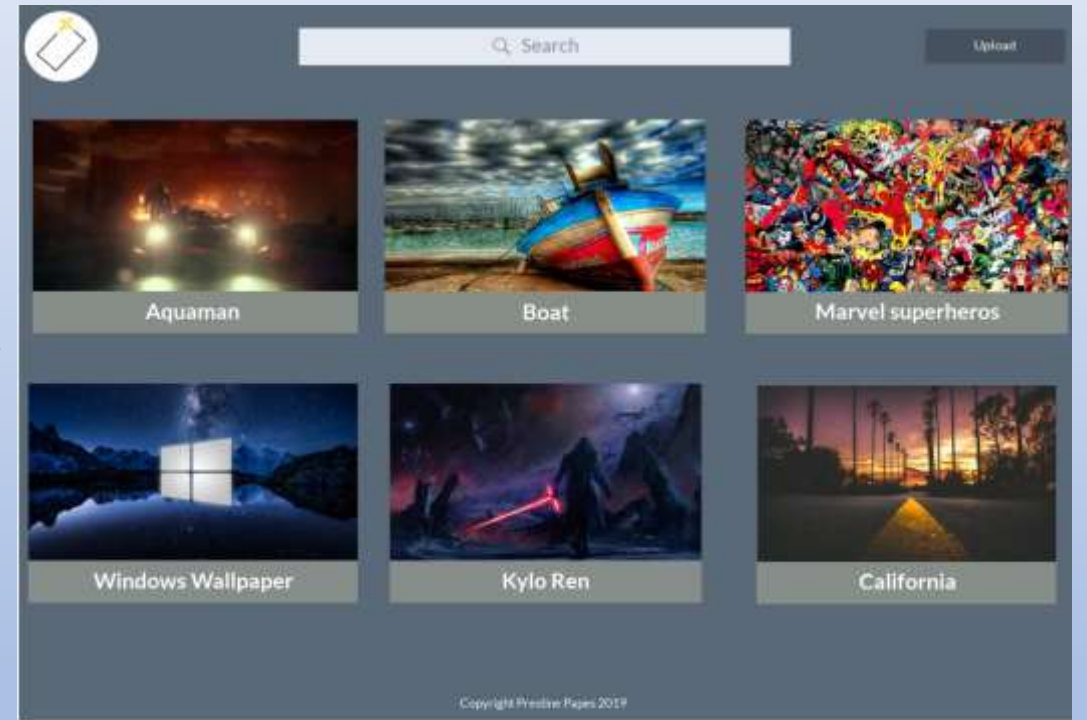 Search
Upload
Aquaman
Boat
Marvel superheros
Windows Wallpaper
Kylo Ren
California
Copyright Prestine Papes 2019